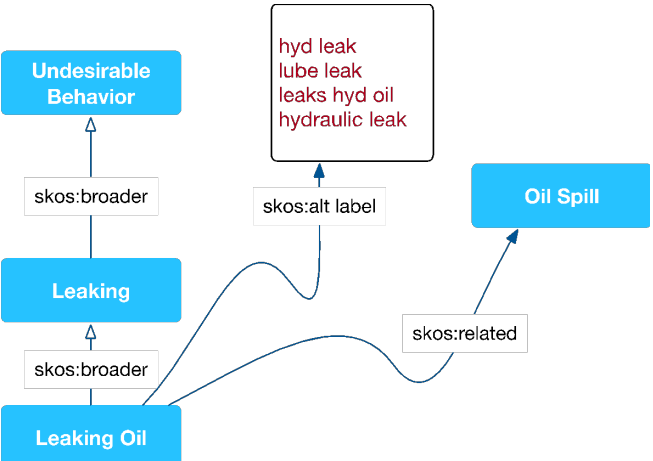 hyd leak
lube leak
leaks hyd oil
hydraulic leak
Undesirable
Behavior
skos:broader
skos:alt label
Oil Spill
Leaking
skos:related
skos:broader
Leaking Oil